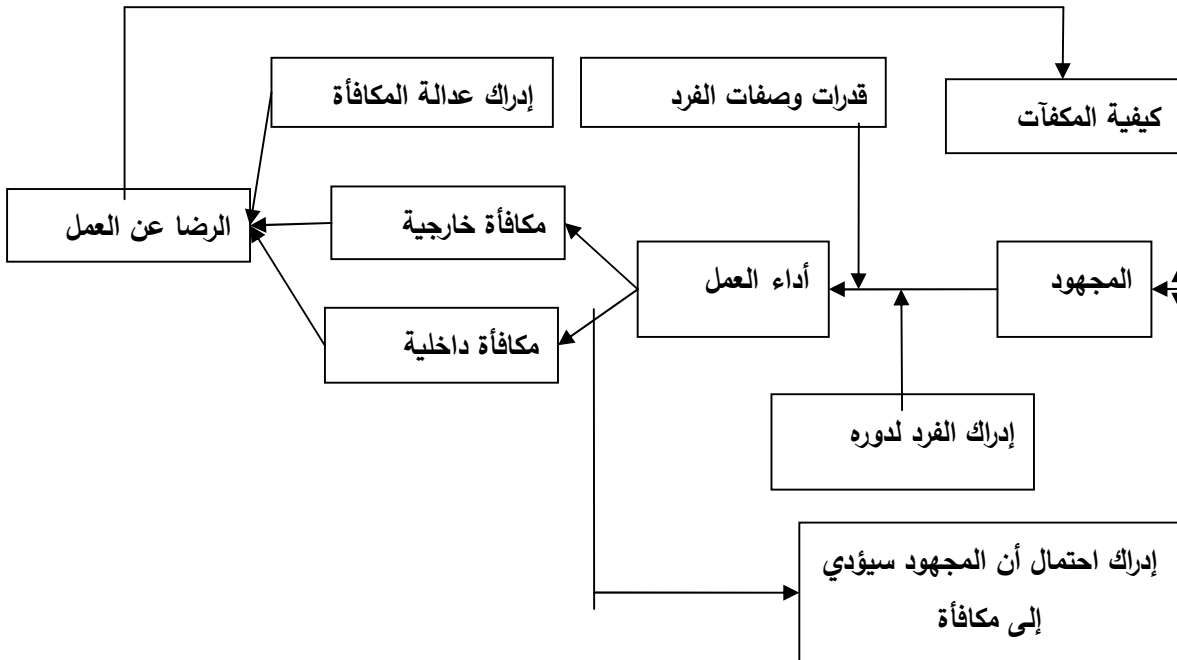 إدراك عدالة المكافأة
قدرات وصفات الفرد
كيفية المكفآت
الرضا عن العمل
مكافأة خارجية
أداء العمل
المجهود
مكافأة داخلية
إدراك الفرد لدوره
إدراك احتمال أن المجهود سيؤدي
إلى مكافأة